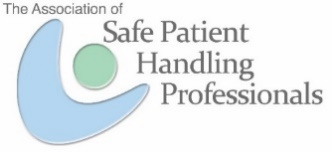 The Association of
Safe Patient
Handling
Professionals